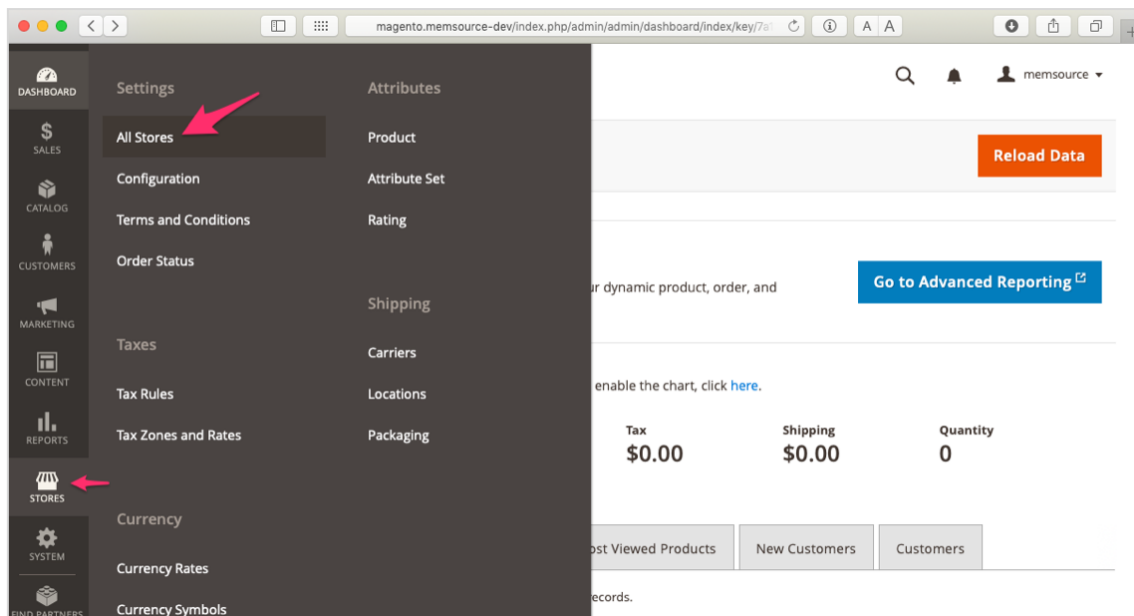 magento.memsource-dev/index.php/admin/admin/dashboard/index/key/7a
A A
DASHBOARD
SALES
CATALOG
CUSTOMERS
MARKETING
CONTENT
REPORTS
STORES
SYSTEM
FIND PARTNERS
Settings
All Stores
Configuration
Terms and Conditions
Order Status
Taxes
Tax Rules
Tax Zones and Rates
Currency
Currency Rates
Currency Symbols
Attributes
Product
Attribute Set
Rating
Shipping
Carriers
Locations
Packaging
memsource
Reload Data
dynamic product, order, and
Go to Advanced Reporting
enable the chart, click here.
Tax Shipping Quantity
$0.00 $0.00 0
Viewed Products New Customers Customers